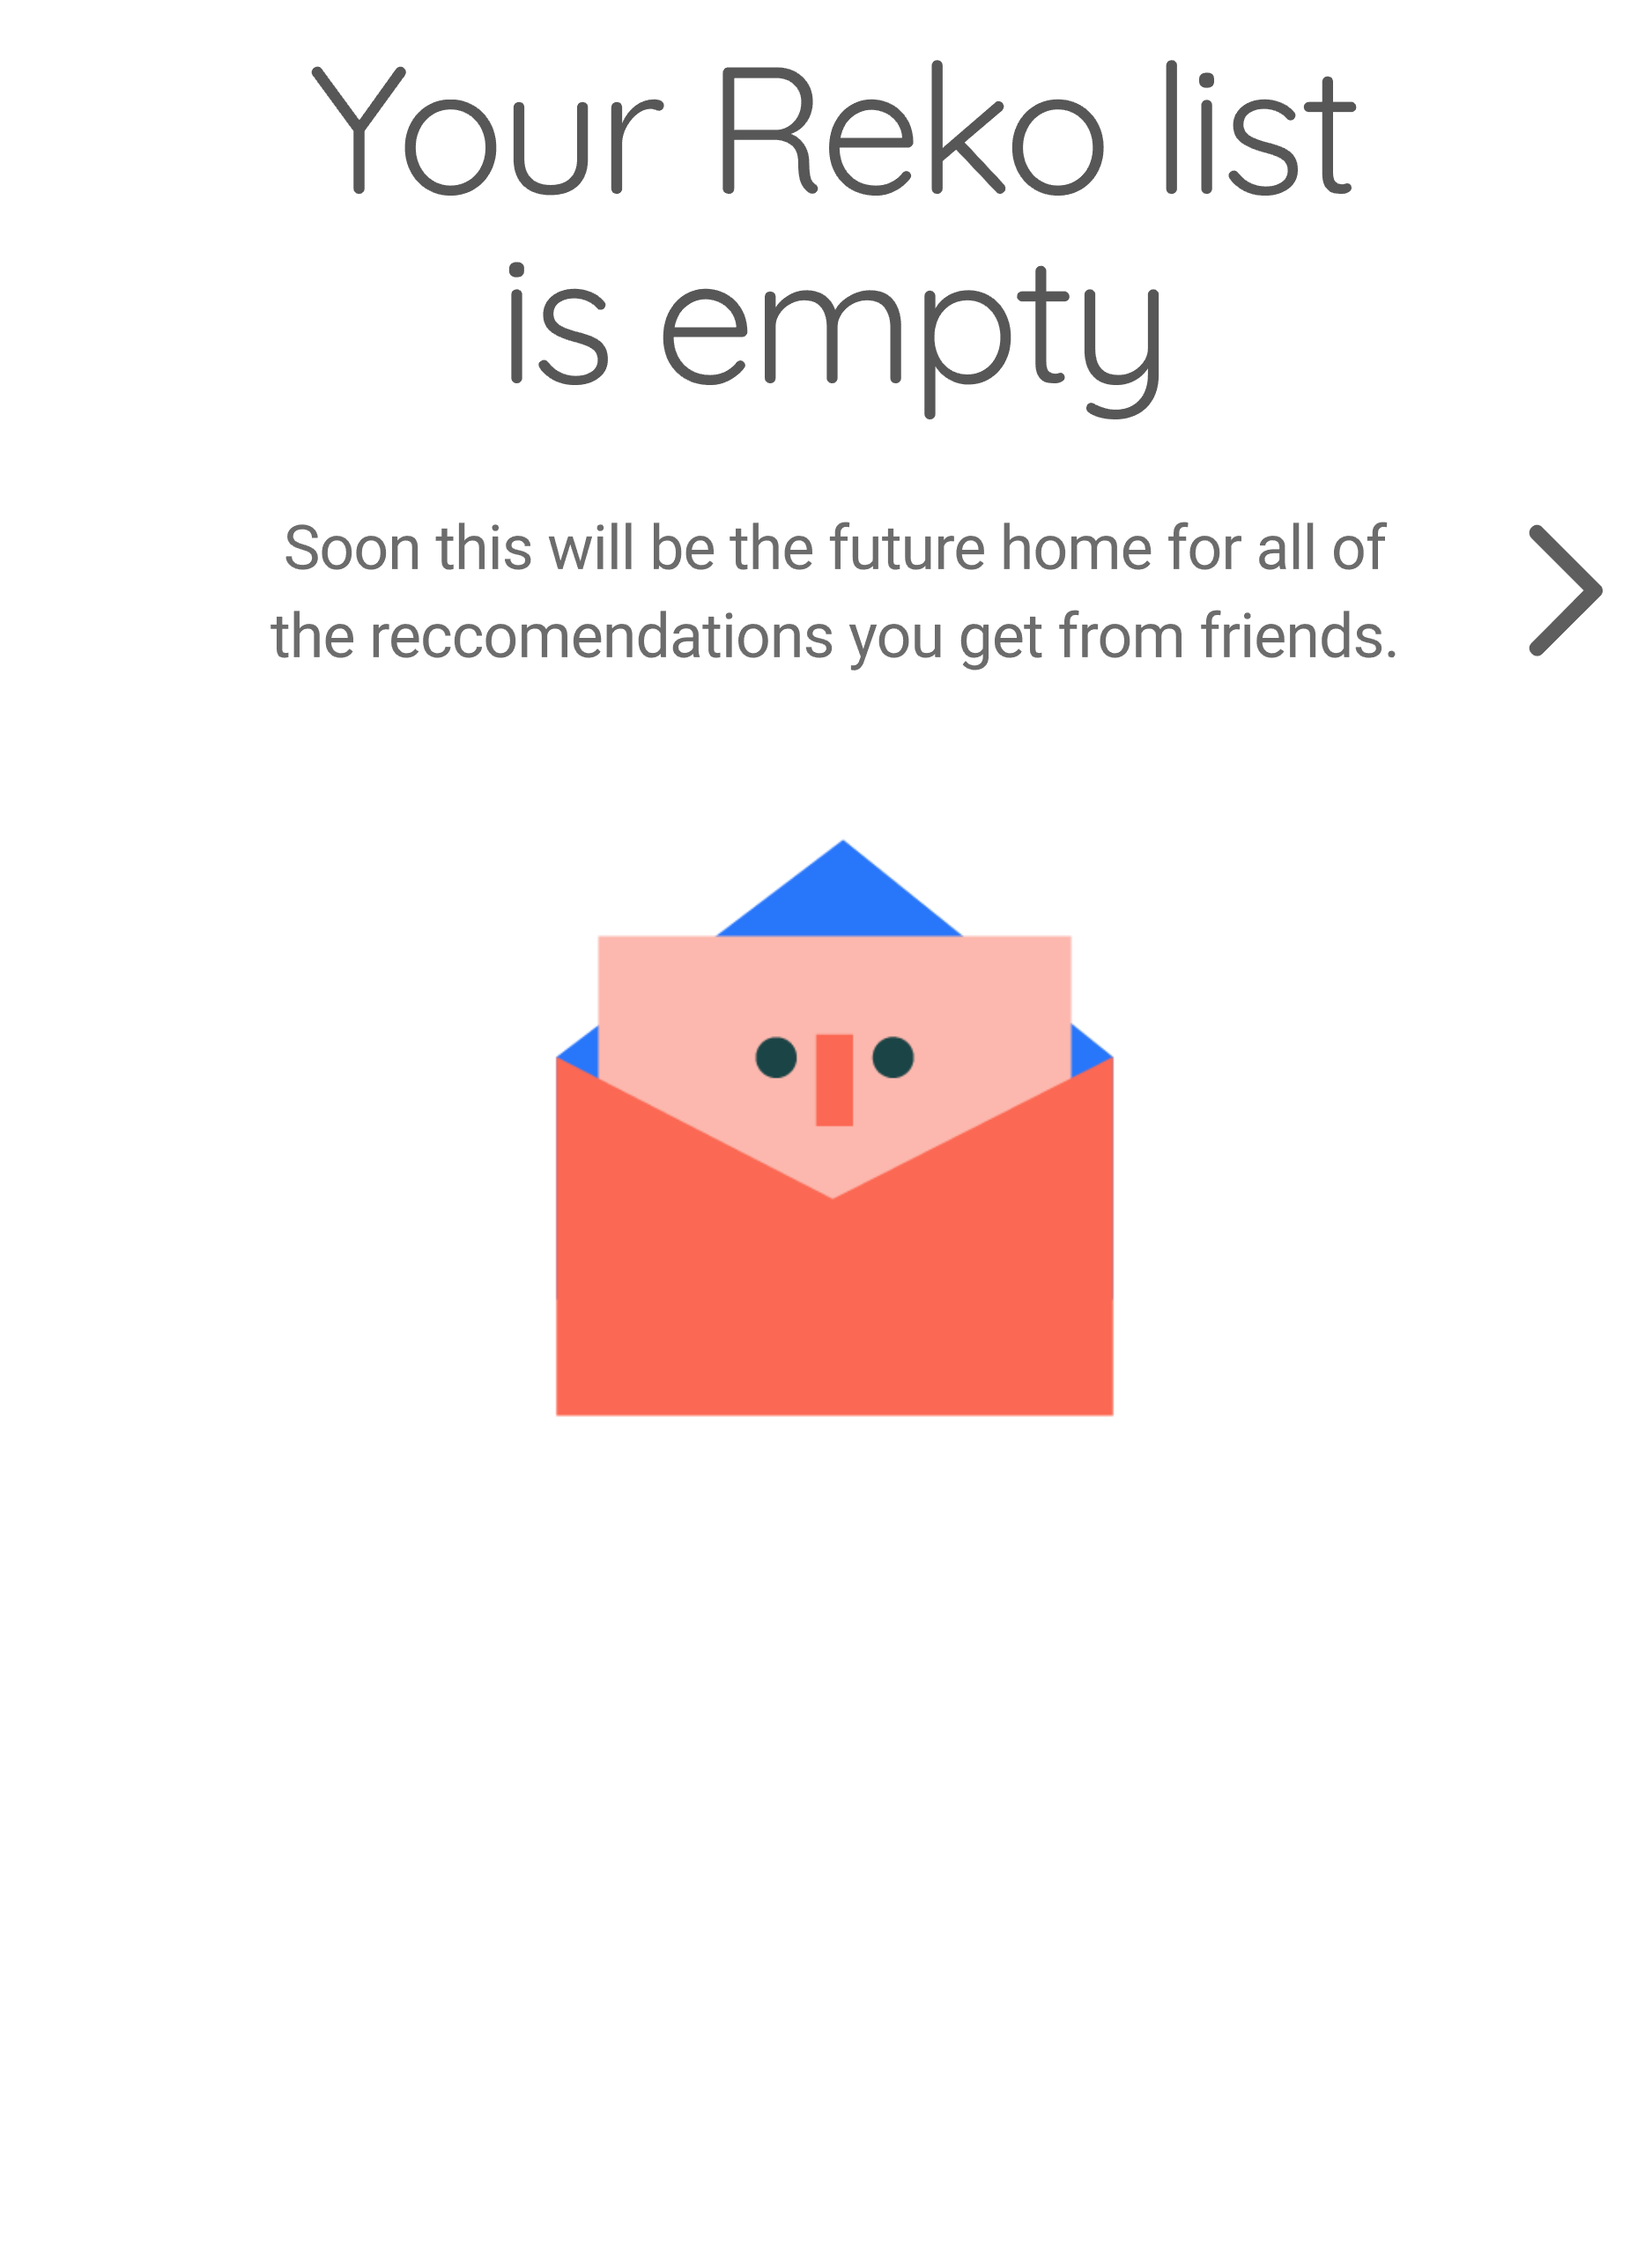 Your Reko list
is empty
Soon this will be the future home for all of
the reccomendations you get from friends.